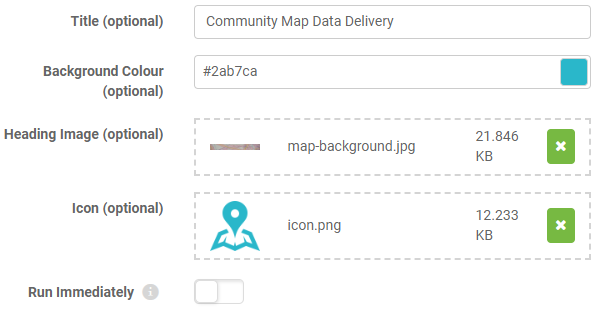 Title (optional)
Community Map Data Delivery
Background Colour
(optional)
#2ab7ca
Heading Image (optional)
map-background.jpg
21.846
KB
Icon (optional)
icon.png
12.233
KB
Run Immediately